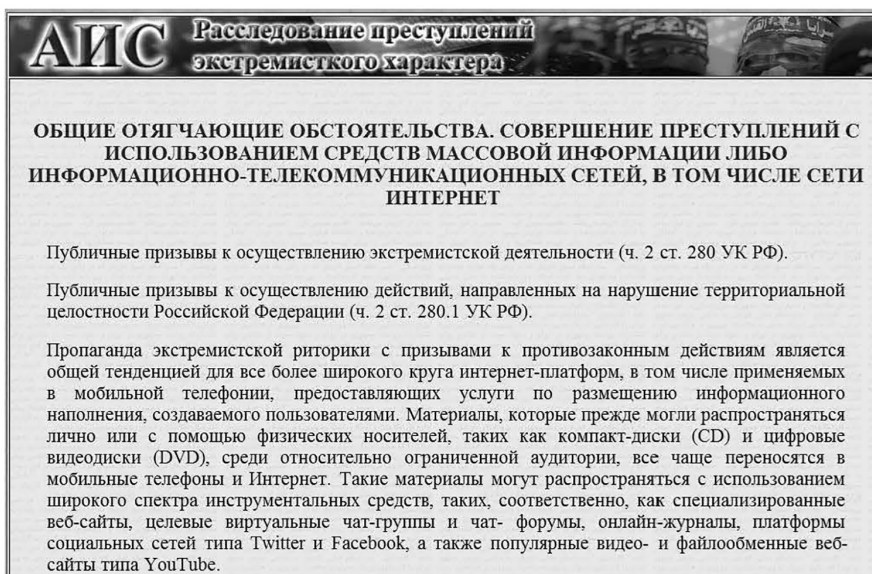 АИС
Расследование преступлений
экстремисткого характера
ОБЩИЕ ОТЯГЧАЮЩИЕ ОБСТОЯТЕЛЬСТВА. СОВЕРШЕНИЕ ПРЕСТУПЛЕНИЙ С
ИСПОЛЬЗОВАНИЕМ СРЕДСТВ МАССОВОЙ ИНФОРМАЦИИ ЛИБО
ИНФОРМАЦИОННО-ТЕЛЕКОММУНИКАЦИОННЫХ СЕТЕЙ, В ТОМ ЧИСЛЕ СЕТИ
ИНТЕРНЕТ
Публичные призывы к осуществлению экстремистской деятельности (ч. 2 ст. 280 УК РФ).
Публичные призывы к осуществлению действий, направленных на нарушение территориальной
целостности Российской Федерации (ч. 2 ст. 280.1 УК РФ).
Пропаганда экстремистской риторики с призывами к противозаконным действиям является
общей тенденцией для все более широкого круга интернет-платформ, в том числе применяемых
в мобильной телефонии, предоставляющих услуги по размещению информационного
наполнения, создаваемого пользователями. Материалы, которые прежде могли распространяться
лично или с помощью физических носителей, таких как компакт-диски (CD) и цифровые
видеодиски (DVD), среди относительно ограниченной аудитории, все чаще переносятся в
мобильные телефоны и Интернет. Такие материалы могут распространяться с использованием
широкого спектра инструментальных средств, таких, соответственно, как специализированные
веб-сайты, целевые виртуальные чат-группы и чат- форумы, онлайн-журналы, платформы
социальных сетей типа Twitter и Facebook, а также популярные видео- и файлообменные веб-
сайты типа YouTube.